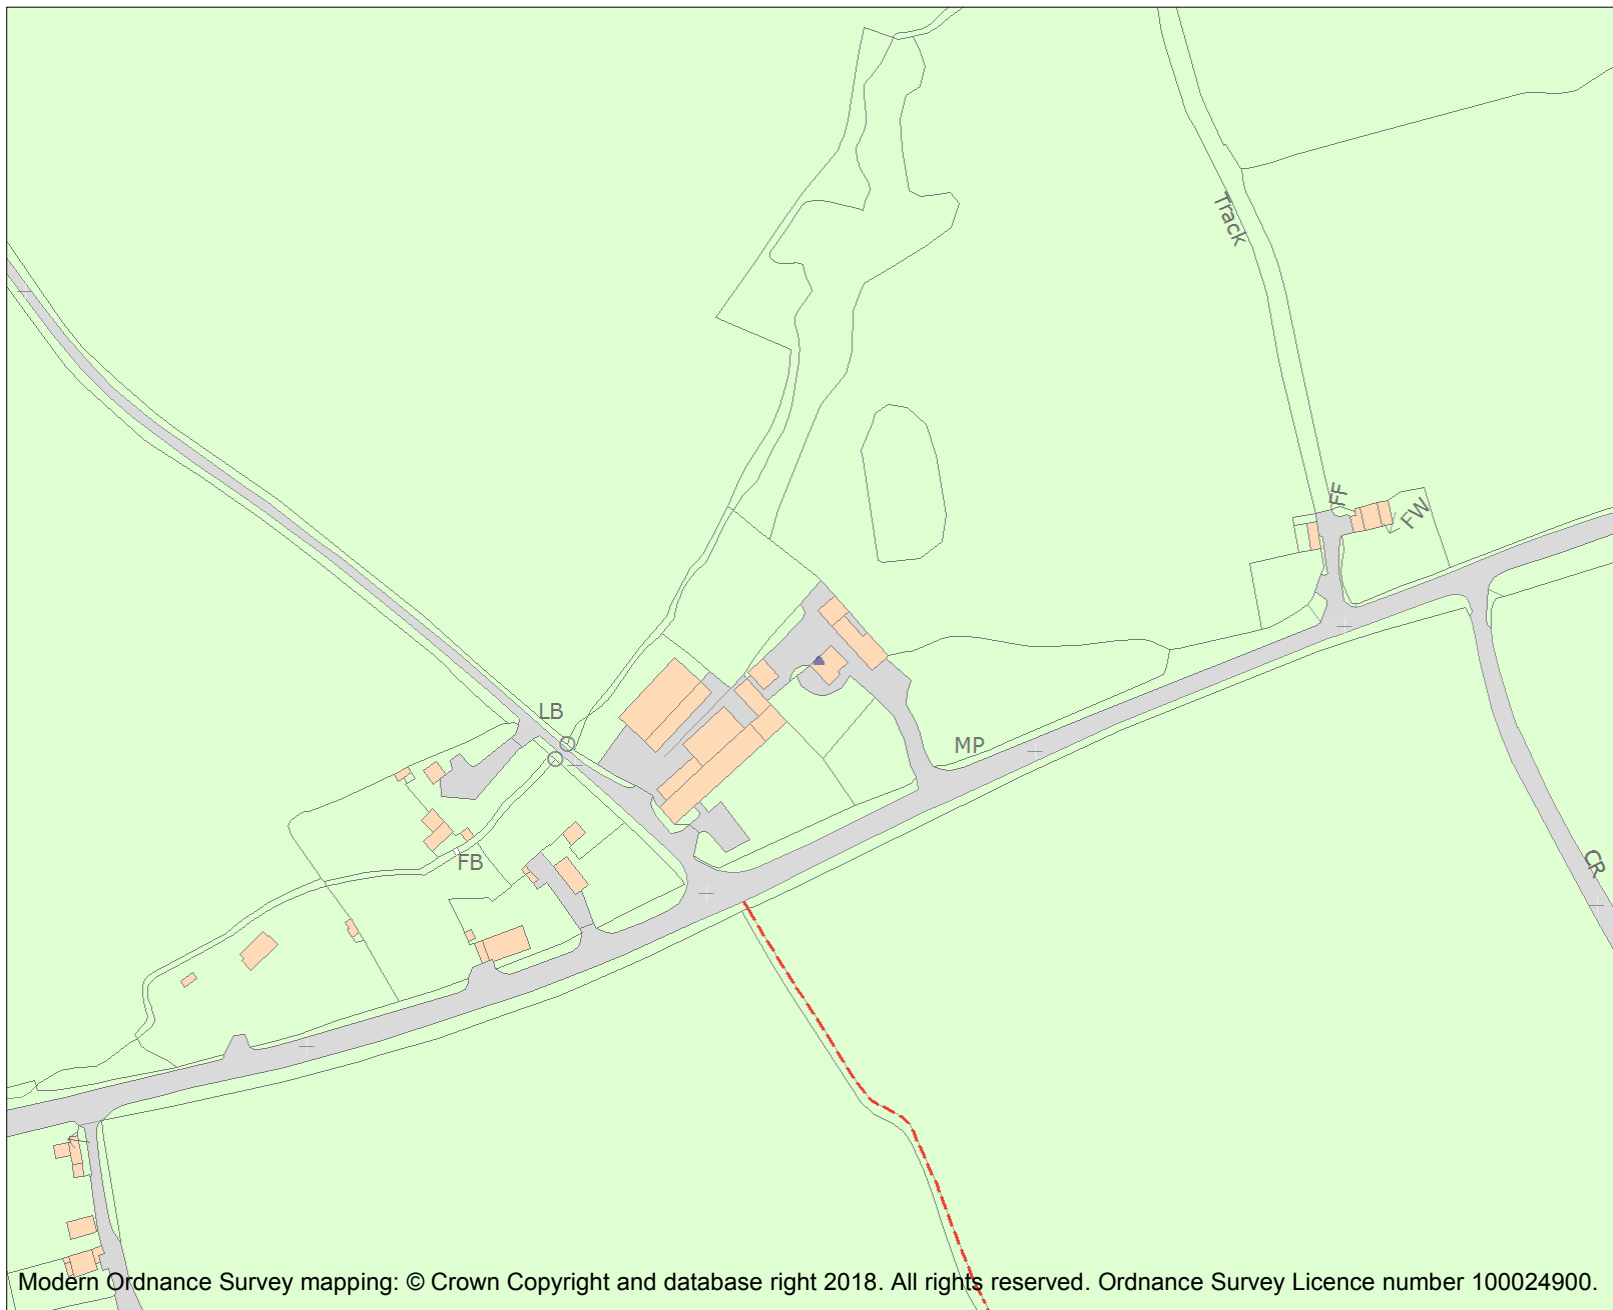 Track
FF
FW
LB
MP
FB
CR
Modern Ordnance Survey mapping: © Crown Copyright and database right 2018. All rights reserved. Ordnance Survey Licence number 100024900.